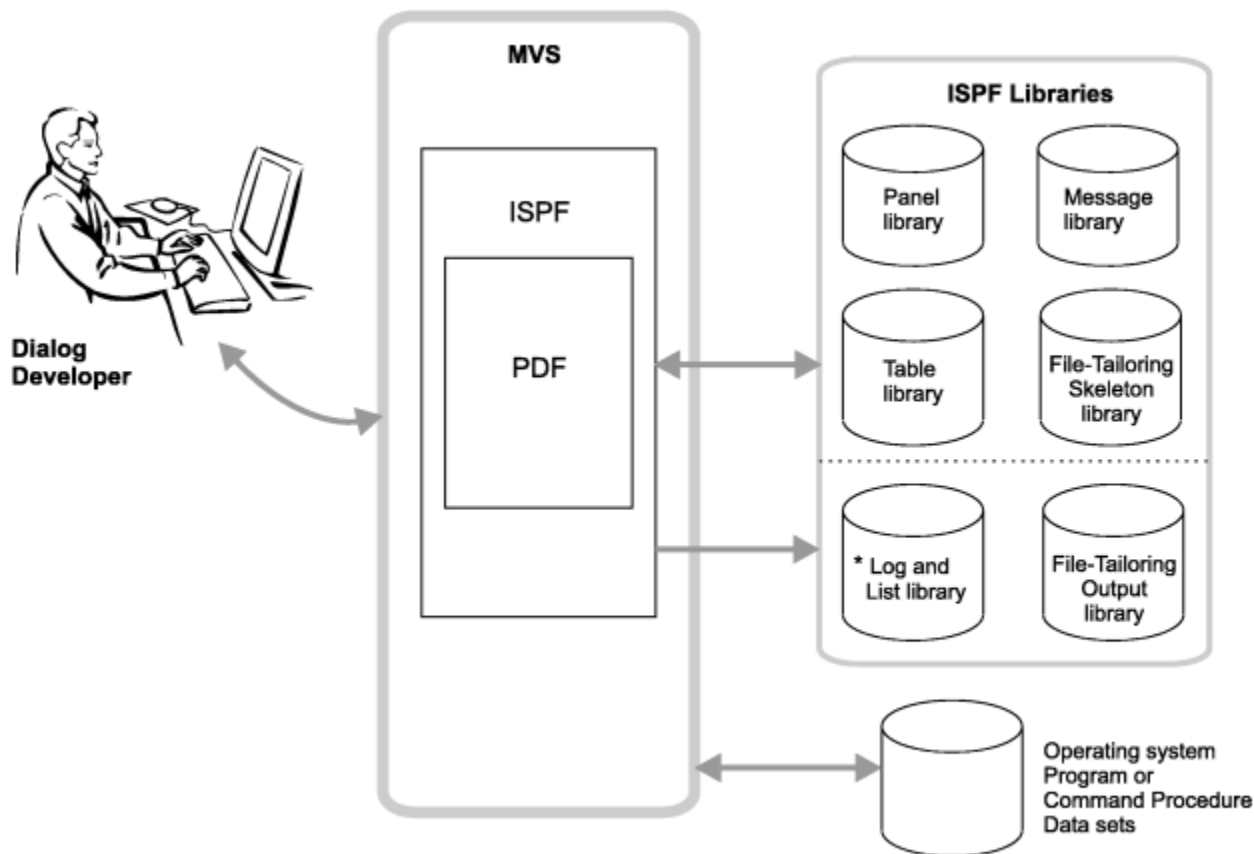 MVS
ISPF
PDF
Dialog
Developer
ISPF Libraries
Panel
library
Message
library
Table
library
File-Tailoring
Skeleton
library
* Log and
List library
File-Tailoring
Output
library
Operating system
Program or
Command Procedure
Data sets